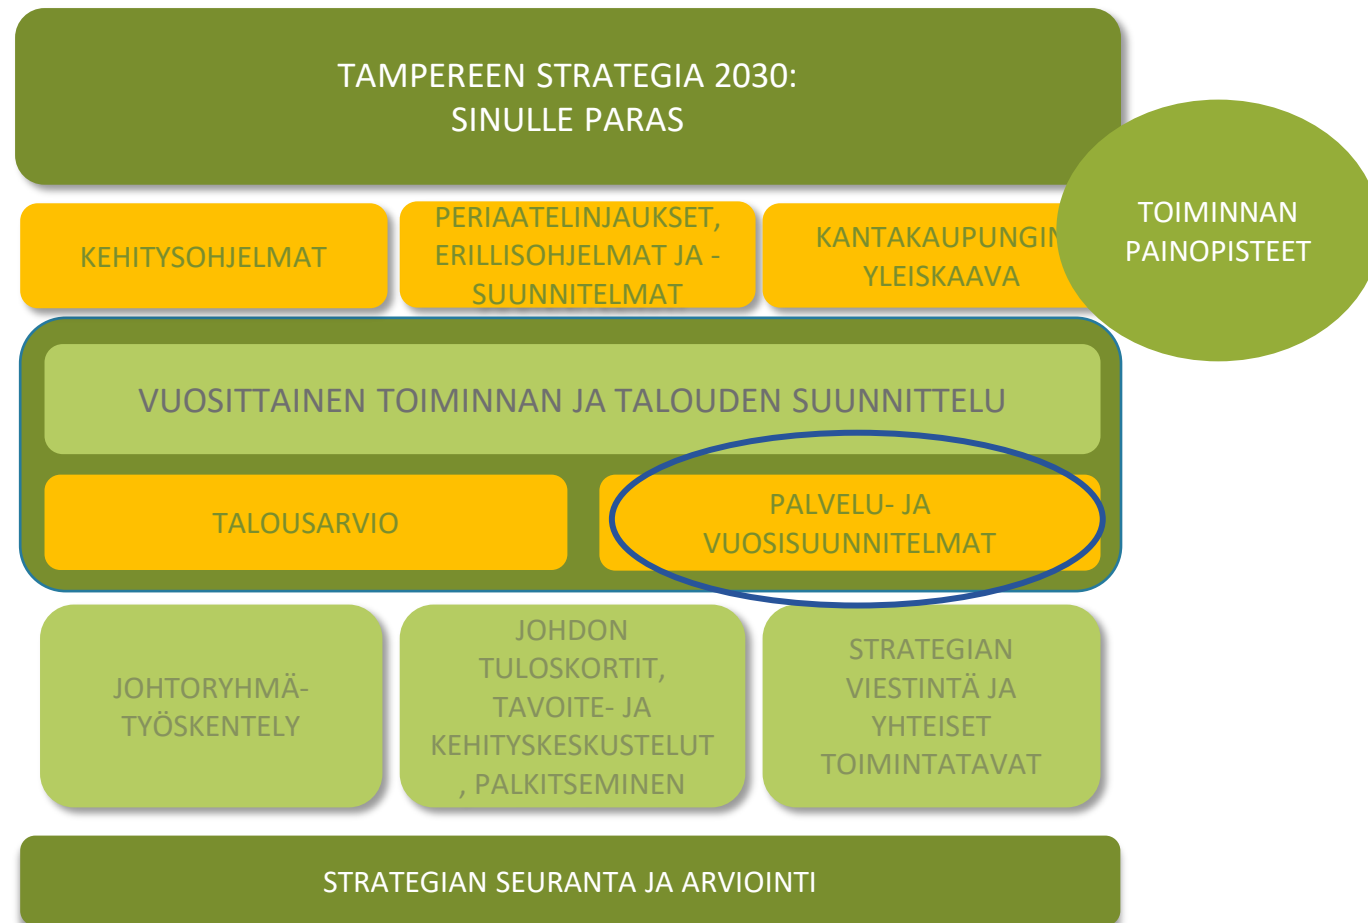 TAMPEREEN STRATEGIA 2030:
SINULLE PARAS
TOIMINNAN
PAINOPISTEET
KEHITYSOHJELMAT
PERIAATELINJAUKSET,
ERILLISOHJELMAT JA -
SUUNNITELMAT
KANTAKAUPUNGIN
YLEISKAAVA
VUOSITTAINEN TOIMINNAN JA TALOUDEN SUUNNITTELU
TALOUSARVIO
PALVELU- JA
VUOSISUUNNITELMAT
JOHTORYHMÄ-
TYÖSKENTELY
JOHDON
TULOSKORTIT,
TAVOITE- JA
KEHITYSKESKUSTELUT
, PALKITSEMINEN
STRATEGIAN
VIESTINTÄ JA
YHTEISET
TOIMINTATAVAT
STRATEGIAN SEURANTA JA ARVIOINTI